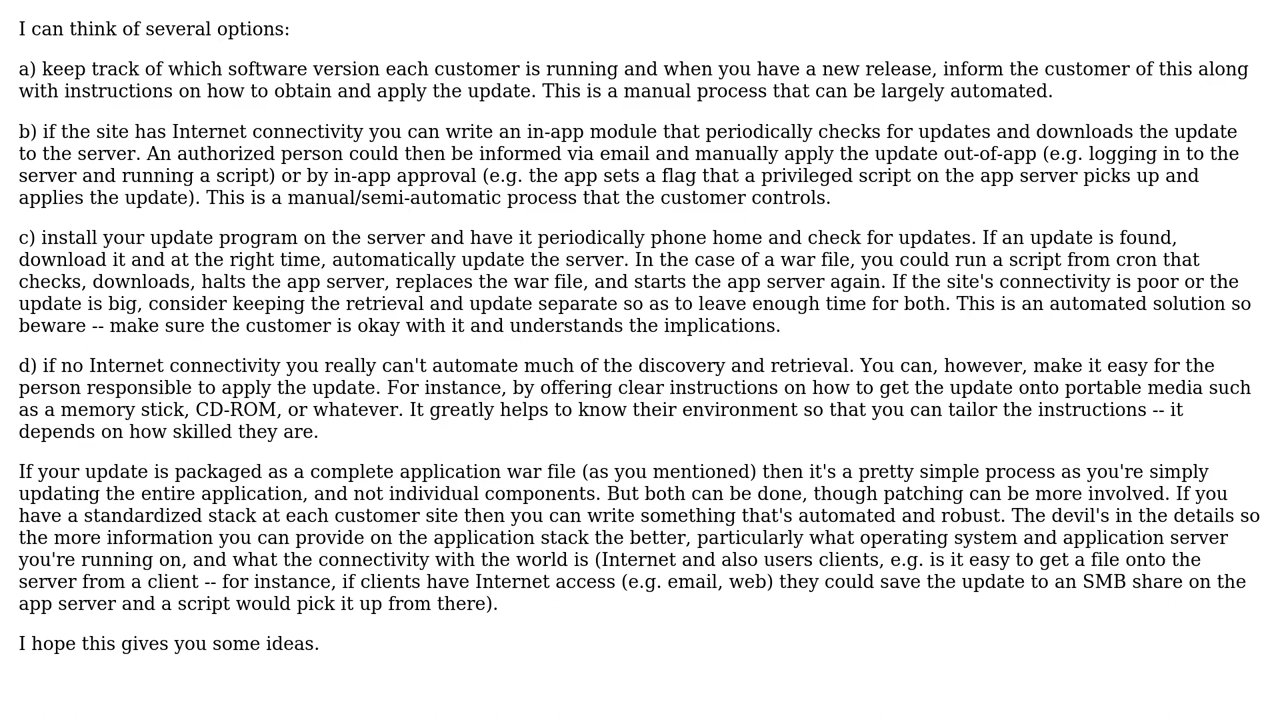 I can think of several options:
a) keep track of which software version each customer is running and when you have a new release, inform the customer of this along
with instructions on how to obtain and apply the update. This is a manual process that can be largely automated.
b) if the site has Internet connectivity you can write an in-app module that periodically checks for updates and downloads the update
to the server. An authorized person could then be informed via email and manually apply the update out-of-app (e.g. logging in to the
server and running a script) or by in-app approval (e.g. the app sets a flag that a privileged script on the app server picks up and
applies the update). This is a manual/semi-automatic process that the customer controls.
c) install your update program on the server and have it periodically phone home and check for updates. If an update is found,
download it and at the right time, automatically update the server. In the case of a war file, you could run a script from cron that
checks, downloads, halts the app server, replaces the war file, and starts the app server again. If the site's connectivity is poor or the
update is big, consider keeping the retrieval and update separate so as to leave enough time for both. This is an automated solution so
beware -- make sure the customer is okay with it and understands the implications.
d) if no Internet connectivity you really can't automate much of the discovery and retrieval. You can, however, make it easy for the
person responsible to apply the update. For instance, by offering clear instructions on how to get the update onto portable media such
as a memory stick, CD-ROM, or whatever. It greatly helps to know their environment so that you can tailor the instructions -- it
depends on how skilled they are.
If your update is packaged as a complete application war file (as you mentioned) then it's a pretty simple process as you're simply
updating the entire application, and not individual components. But both can be done, though patching can be more involved. If you
have a standardized stack at each customer site then you can write something that's automated and robust. The devil's in the details so
the more information you can provide on the application stack the better, particularly what operating system and application server
you're running on, and what the connectivity with the world is (Internet and also users clients, e.g. is it easy to get a file onto the
server from a client -- for instance, if clients have Internet access (e.g. email, web) they could save the update to an SMB share on the
app server and a script would pick it up from there).
I hope this gives you some ideas.